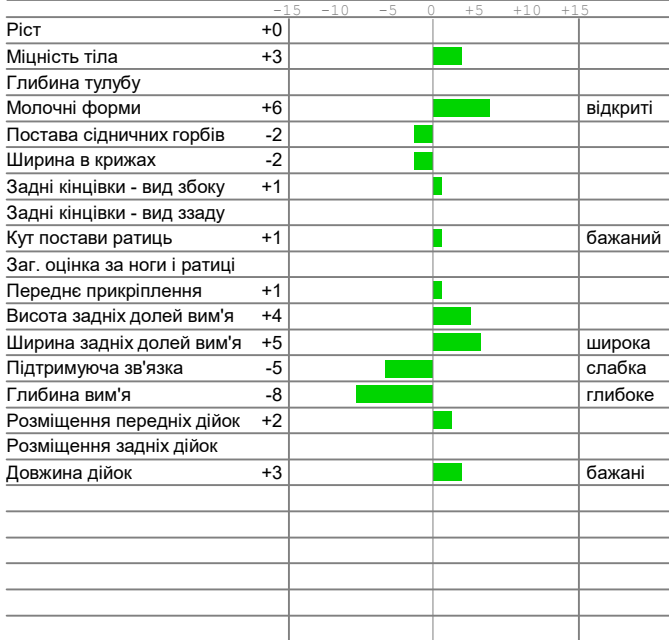 -15 -10 -5 0 +5 +10 +15
Ріст +0
Міцність тіла +3
Глибина тулубу
Молочні форми +6 відкриті
Постава сідничних горбів -2
Ширина в крижах -2
Задні кінцівки - вид збоку +1
Задні кінцівки - вид ззаду
Кут постави ратиць +1 бажаний
Заг. оцінка за ноги і ратиці
Переднє прикріплення +1
Висота задніх долей вим'я +4
Ширина задніх долей вим'я +5 широка
Підтримуюча зв'язка -5 слабка
Глибина вим'я -8 глибоке
Розміщення передніх дійок +2
Розміщення задніх дійок
Довжина дійок +3 бажані